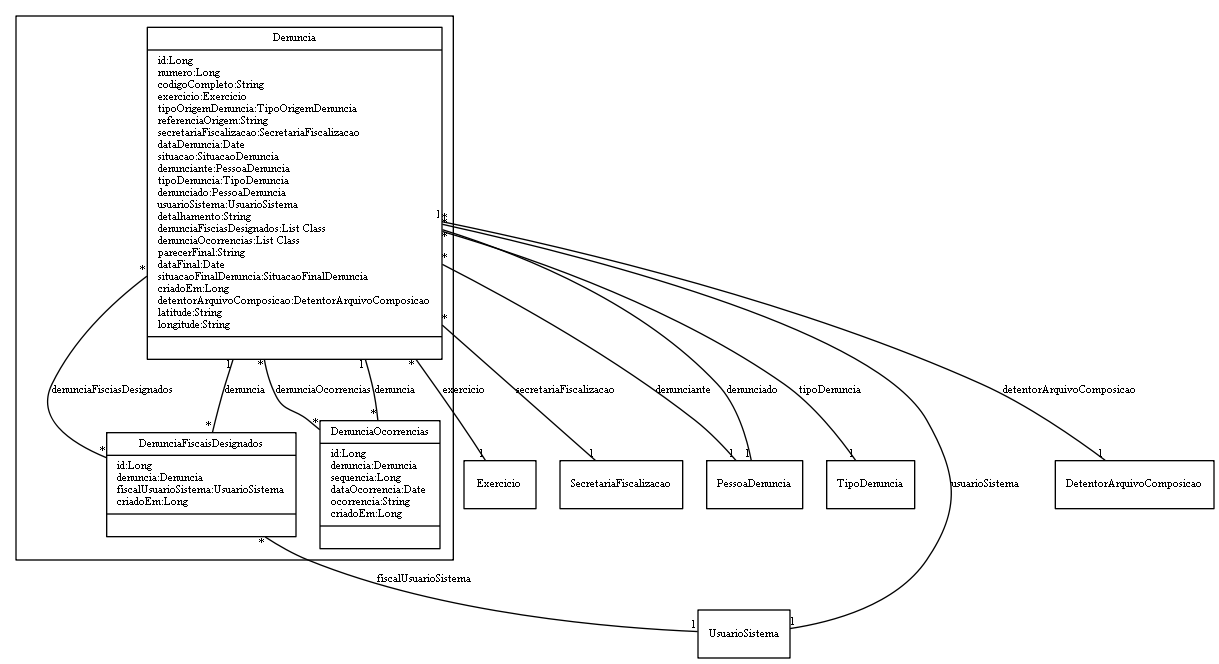 Denuncia
id:Long
numero:Long
codigoCompleto:String
exercicio:Exercicio
tipoOrigemDenuncia:TipoOrigemDenuncia
referenciaOrigem:String
secretariaFiscalizacao:SecretariaFiscalizacao
dataDenuncia:Date
situacao:SituacaoDenuncia
denunciante:PessoaDenuncia
tipoDenuncia:TipoDenuncia
denunciado:PessoaDenuncia
usuarioSistema:UsuarioSistema
detalhamento:String
denunciaFisciasDesignados:List Class
denunciaOcorrencias:List Class
parecerFinal:String
dataFinal:Date
situacaoFinalDenuncia:SituacaoFinalDenuncia
criadoEm:Long
detentorArquivoComposicao:DetentorArquivoComposicao
latitude:String
longitude:String
1 *
*
*
*
*
*
1 * 1 *
denunciaFisciasDesignados denuncia denunciaOcorrencias denuncia exercicio secretariaFiscalizacao denunciante denunciado tipoDenuncia detentorArquivoComposicao
* * *
*
1 1 1 1 1 1
DenunciaFiscaisDesignados
id:Long
denuncia:Denuncia
fiscalUsuarioSistema:UsuarioSistema
criadoEm:Long
DenunciaOcorrencias
id:Long
denuncia:Denuncia
sequencia:Long
dataOcorrencia:Date
ocorrencia:String
criadoEm:Long
Exercicio
SecretariaFiscalizacao
PessoaDenuncia
TipoDenuncia
usuarioSistema
DetentorArquivoComposicao
*
fiscalUsuarioSistema
1 1
UsuarioSistema